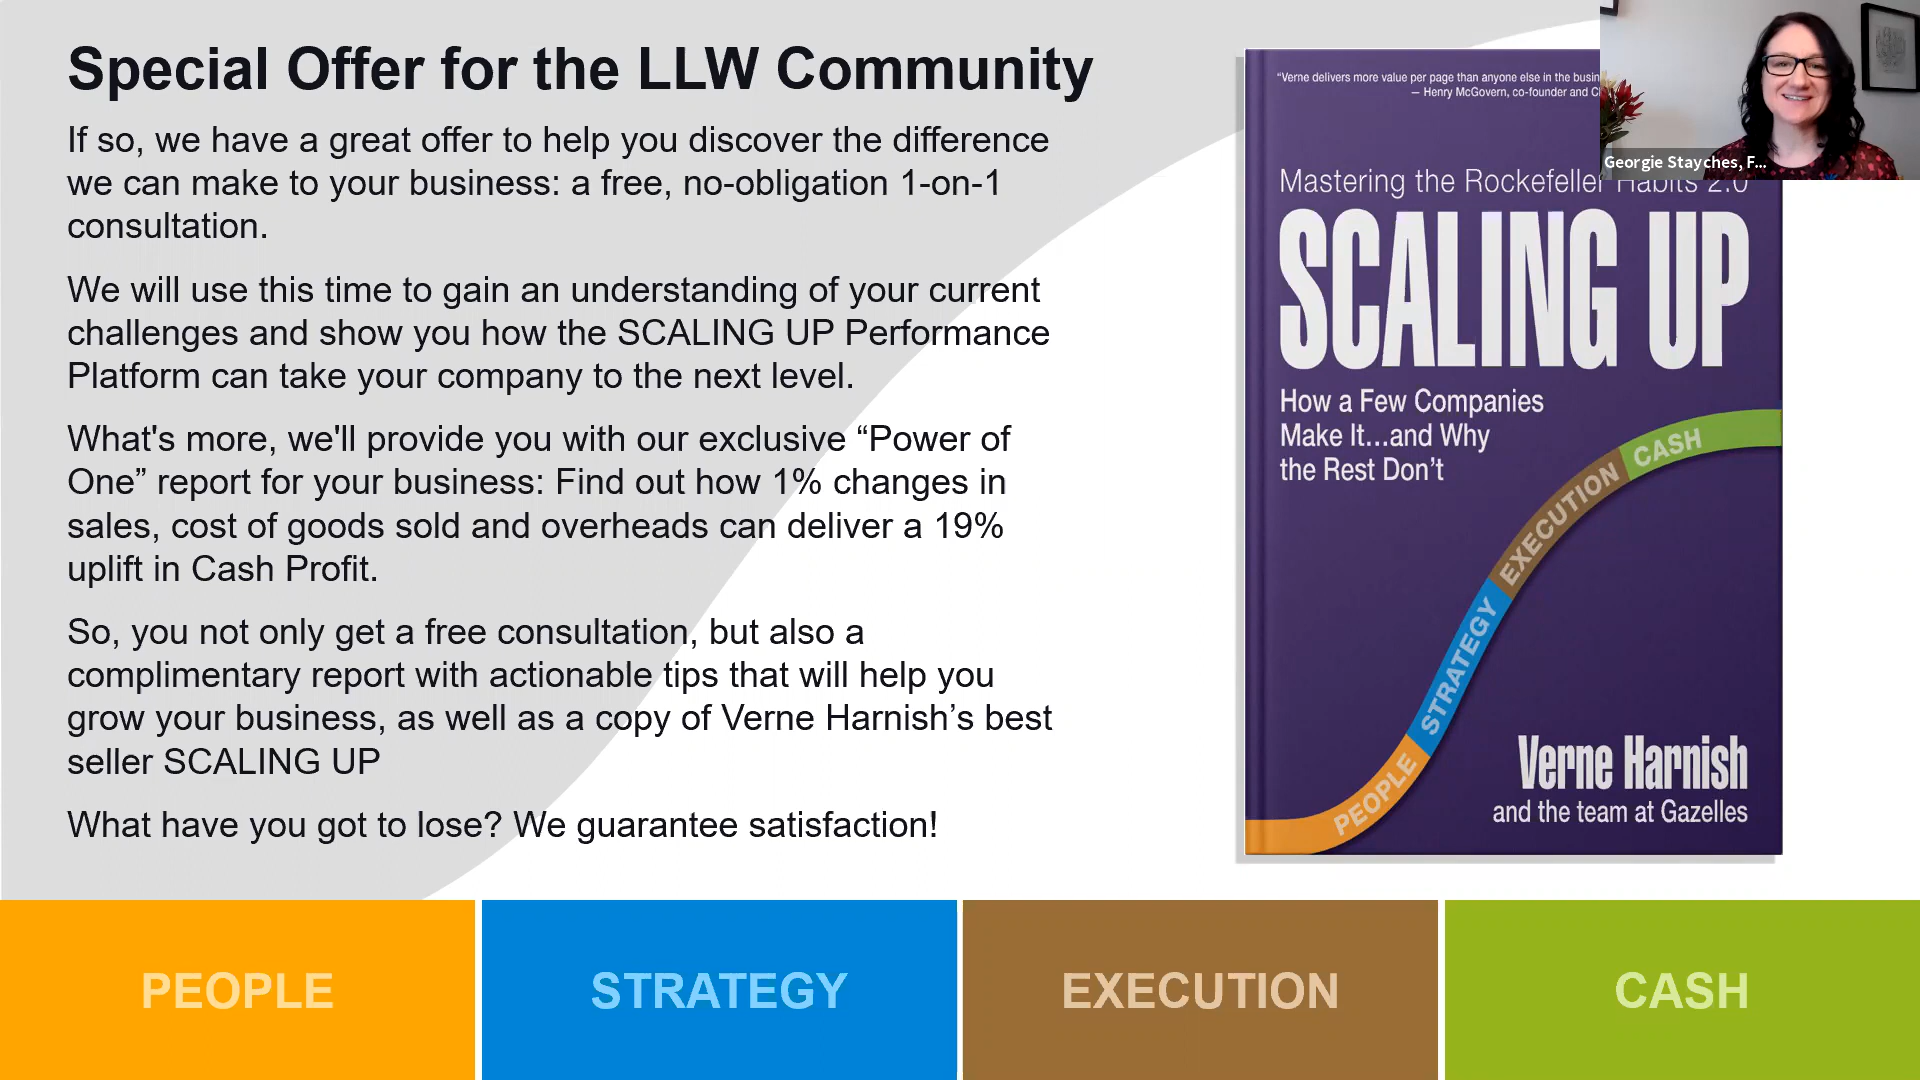 Special Offer for the LLW Community
If so, we have a great offer to help you discover the difference
we can make to your business: a free, no-obligation 1-on-1
consultation.
We will use this time to gain an understanding of your current
challenges and show you how the SCALING UP Performance
Platform can take your company to the next level.
What's more, we'll provide you with our exclusive “Power of
One” report for your business: Find out how 1% changes in
sales, cost of goods sold and overheads can deliver a 19%
uplift in Cash Profit.
So, you not only get a free consultation, but also a
complimentary report with actionable tips that will help you
grow your business, as well as a copy of Verne Harnish’s best
seller SCALING UP
What have you got to lose? We guarantee satisfaction!
“Verne delivers more value per page than anyone else in the
— Henry McGovern, co-founder and
Georgie Stayches, F...
Mastering the Rockefeller Habits 2.0
SCALING UP
How a Few Companies
Make It...and Why
the Rest Don’t
CASH
EXECUTION
STRATEGY
PEOPLE
Verne Harnish
and the team at Gazelles
PEOPLE
STRATEGY
EXECUTION
CASH